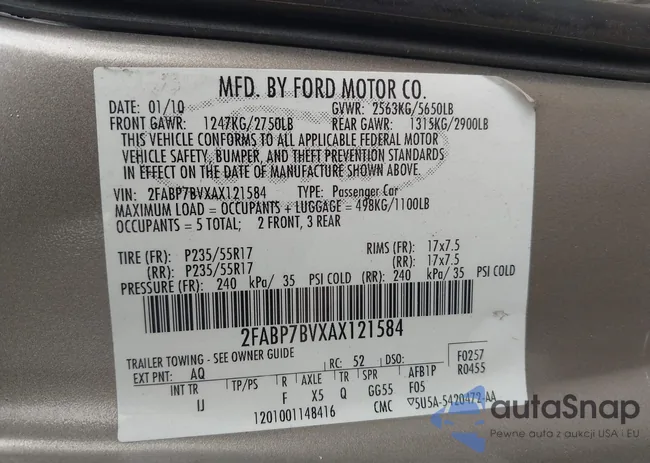 MFD. BY FORD MOTOR CO.
DATE: 01/10 GVWR: 2563KG/5650LB
FRONT GAWR: 1247KG/2750LB REAR GAWR: 1315KG/2900LB
THIS VEHICLE CONFORMS TO ALL APPLICABLE FEDERAL MOTOR
VEHICLE SAFETY, BUMPER, AND THEFT PREVENTION STANDARDS
IN EFFECT ON THE DATE OF MANUFACTURE SHOWN ABOVE.
VIN: 2FABP7BVXAX121584 TYPE: Passenger Car
MAXIMUM LOAD = OCCUPANTS + LUGGAGE = 498KG/1100LB
OCCUPANTS = 5 TOTAL; 2 FRONT, 3 REAR
TIRE (FR): P235/55R17 RIMS (FR): 17x7.5
(RR): P235/55R17 (RR): 17x7.5
PRESSURE (FR): 240 kPa/ 35 PSI COLD (RR): 240 kPa/ 35 PSI COLD
2FABP7BVXAX121584
TRAILER TOWING - SEE OWNER GUIDE
EXT PNT: AQ RC: 52 DSO: F0257
INT TR TP/PS R AXLE TR SPR AFB1P R0455
IJ F X5 Q GG55 F05
1201001148416 CMC ▽5U5A-5420472-AA
autoSnap
Pewne auta z aukcji USA i EU